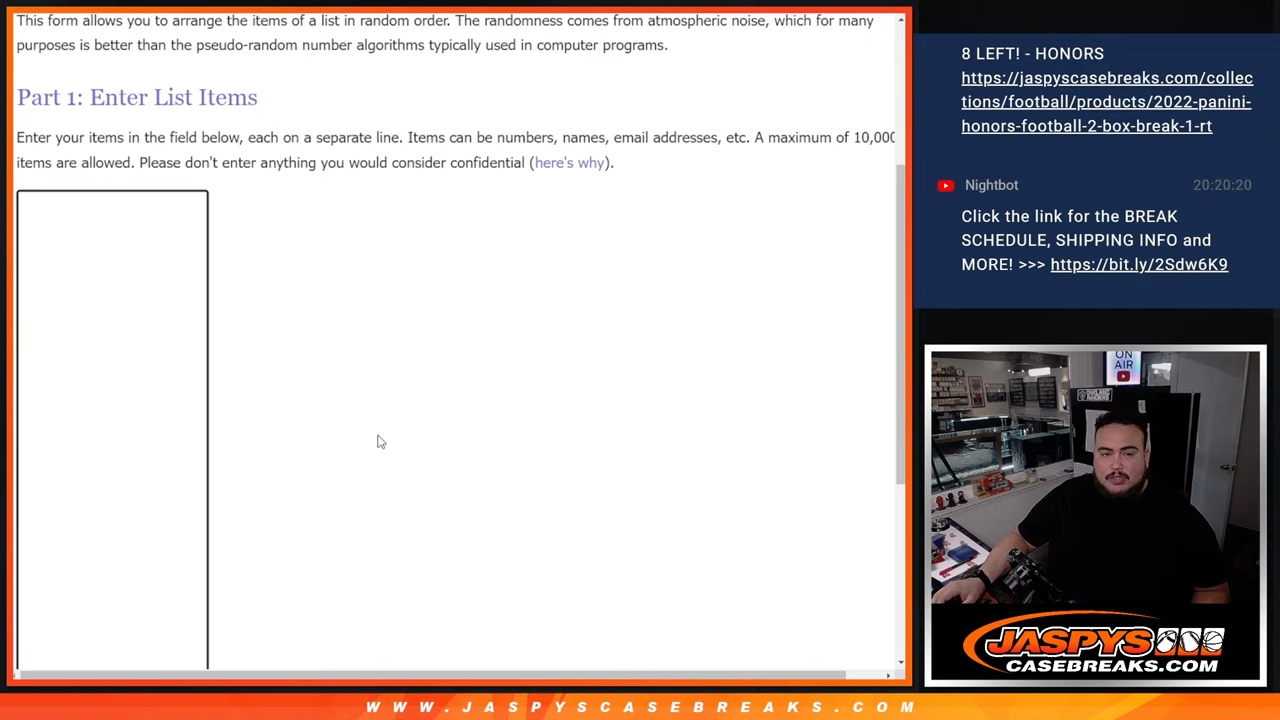 This form allows you to arrange the items of a list in random order. The randomness comes from atmospheric noise, which for many
purposes is better than the pseudo-random number algorithms typically used in computer programs.
Part 1: Enter List Items
Enter your items in the field below, each on a separate line. Items can be numbers, names, email addresses, etc. A maximum of 10,000
items are allowed. Please don't enter anything you would consider confidential (here's why).
8 LEFT! - HONORS
https://jaspyscasebreaks.com/collec
tions/football/products/2022-panini-
honors-football-2-box-break-1-rt
Nightbot 20:20:20
Click the link for the BREAK
SCHEDULE, SHIPPING INFO and
MORE! >>> https://bit.ly/2Sdw6K9
ON
AIR
JASPYS
CASEBREAKS.COM
WWW.JASPYSCASEBREAKS.COM